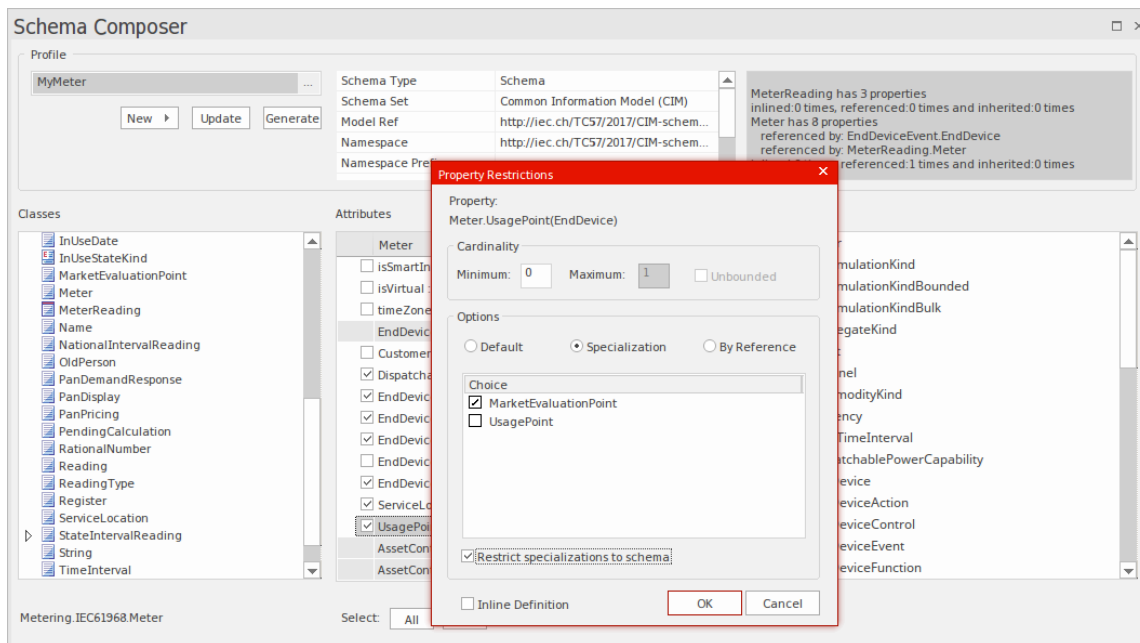 Schema Composer
Profile
MyMeter
...
New
Update
Generate
Schema Type Schema
Schema Set Common Information Model (CIM)
Model Ref http://iec.ch/TC57/2017/CIM-schem...
Namespace http://iec.ch/TC57/2017/CIM-schem...
Namespace Pref
MeterReading has 3 properties
inlined:0 times, referenced:0 times and inherited:0 times
Meter has 8 properties
referenced by: EndDeviceEvent.EndDevice
referenced by: MeterReading.Meter
referenced:1 times and inherited:0 times
Classes
InUseDate
InUseStateKind
MarketEvaluationPoint
Meter
MeterReading
Name
NationalIntervalReading
OldPerson
PanDemandResponse
PanDisplay
PanPricing
PendingCalculation
RationalNumber
Reading
ReadingType
Register
ServiceLocation
StateIntervalReading
String
TimeInterval
Attributes
Meter
isSmartIn
isVirtual :
timeZone
EndDevic
Customer
Dispatcha
EndDevic
EndDevic
EndDevic
EndDevic
EndDevic
ServiceLo
UsagePoi
AssetCon
AssetCon
Property Restrictions
Property:
Meter.UsagePoint(EndDevice)
Cardinality
Minimum: 0 Maximum: 1 Unbounded
Options
Default Specialization By Reference
Choice
MarketEvaluationPoint
UsagePoint
Restrict specializations to schema
Inline Definition
OK
Cancel
mulationKind
mulationKindBounded
mulationKindBulk
egateKind
nel
modityKind
ency
TimeInterval
atchablePowerCapability
evice
eviceAction
eviceControl
eviceEvent
eviceFunction
Metering.IEC61968.Meter
Select: All